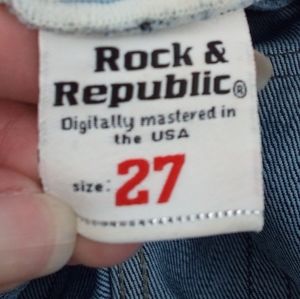 Rock &
Republic®
Digitally mastered in
the USA
size: 27